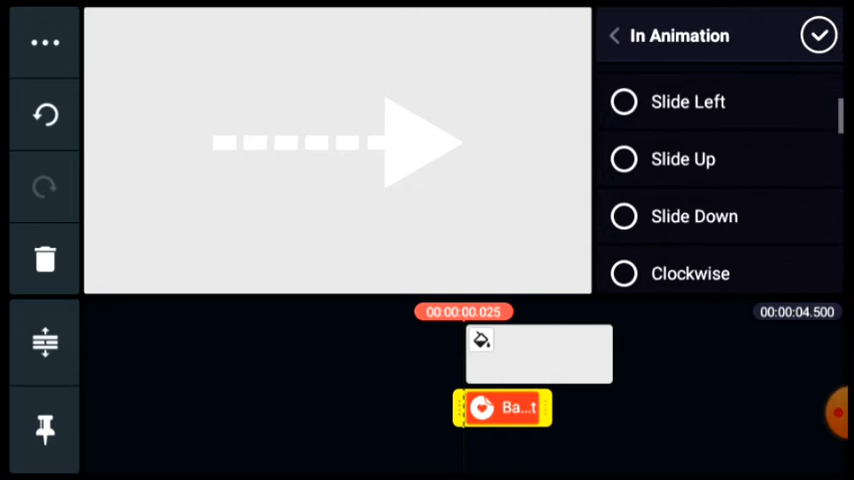 In Animation
Slide Left
Slide Up
Slide Down
Clockwise
00:00:00.025
00:00:04.500
Ba...t